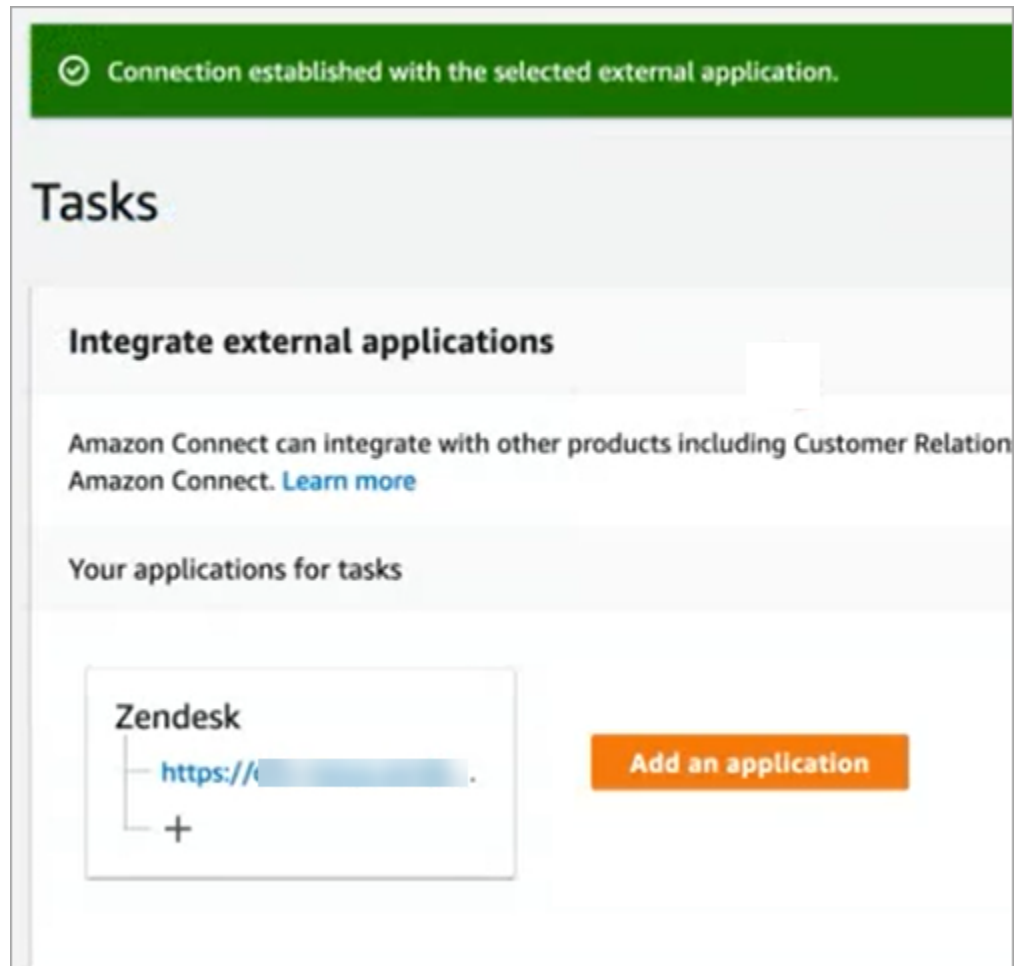 Connection established with the selected external application.
Tasks
Integrate external applications
Amazon Connect can integrate with other products including Customer Relation
Amazon Connect. Learn more
Your applications for tasks
Zendesk
https://
Add an application
+